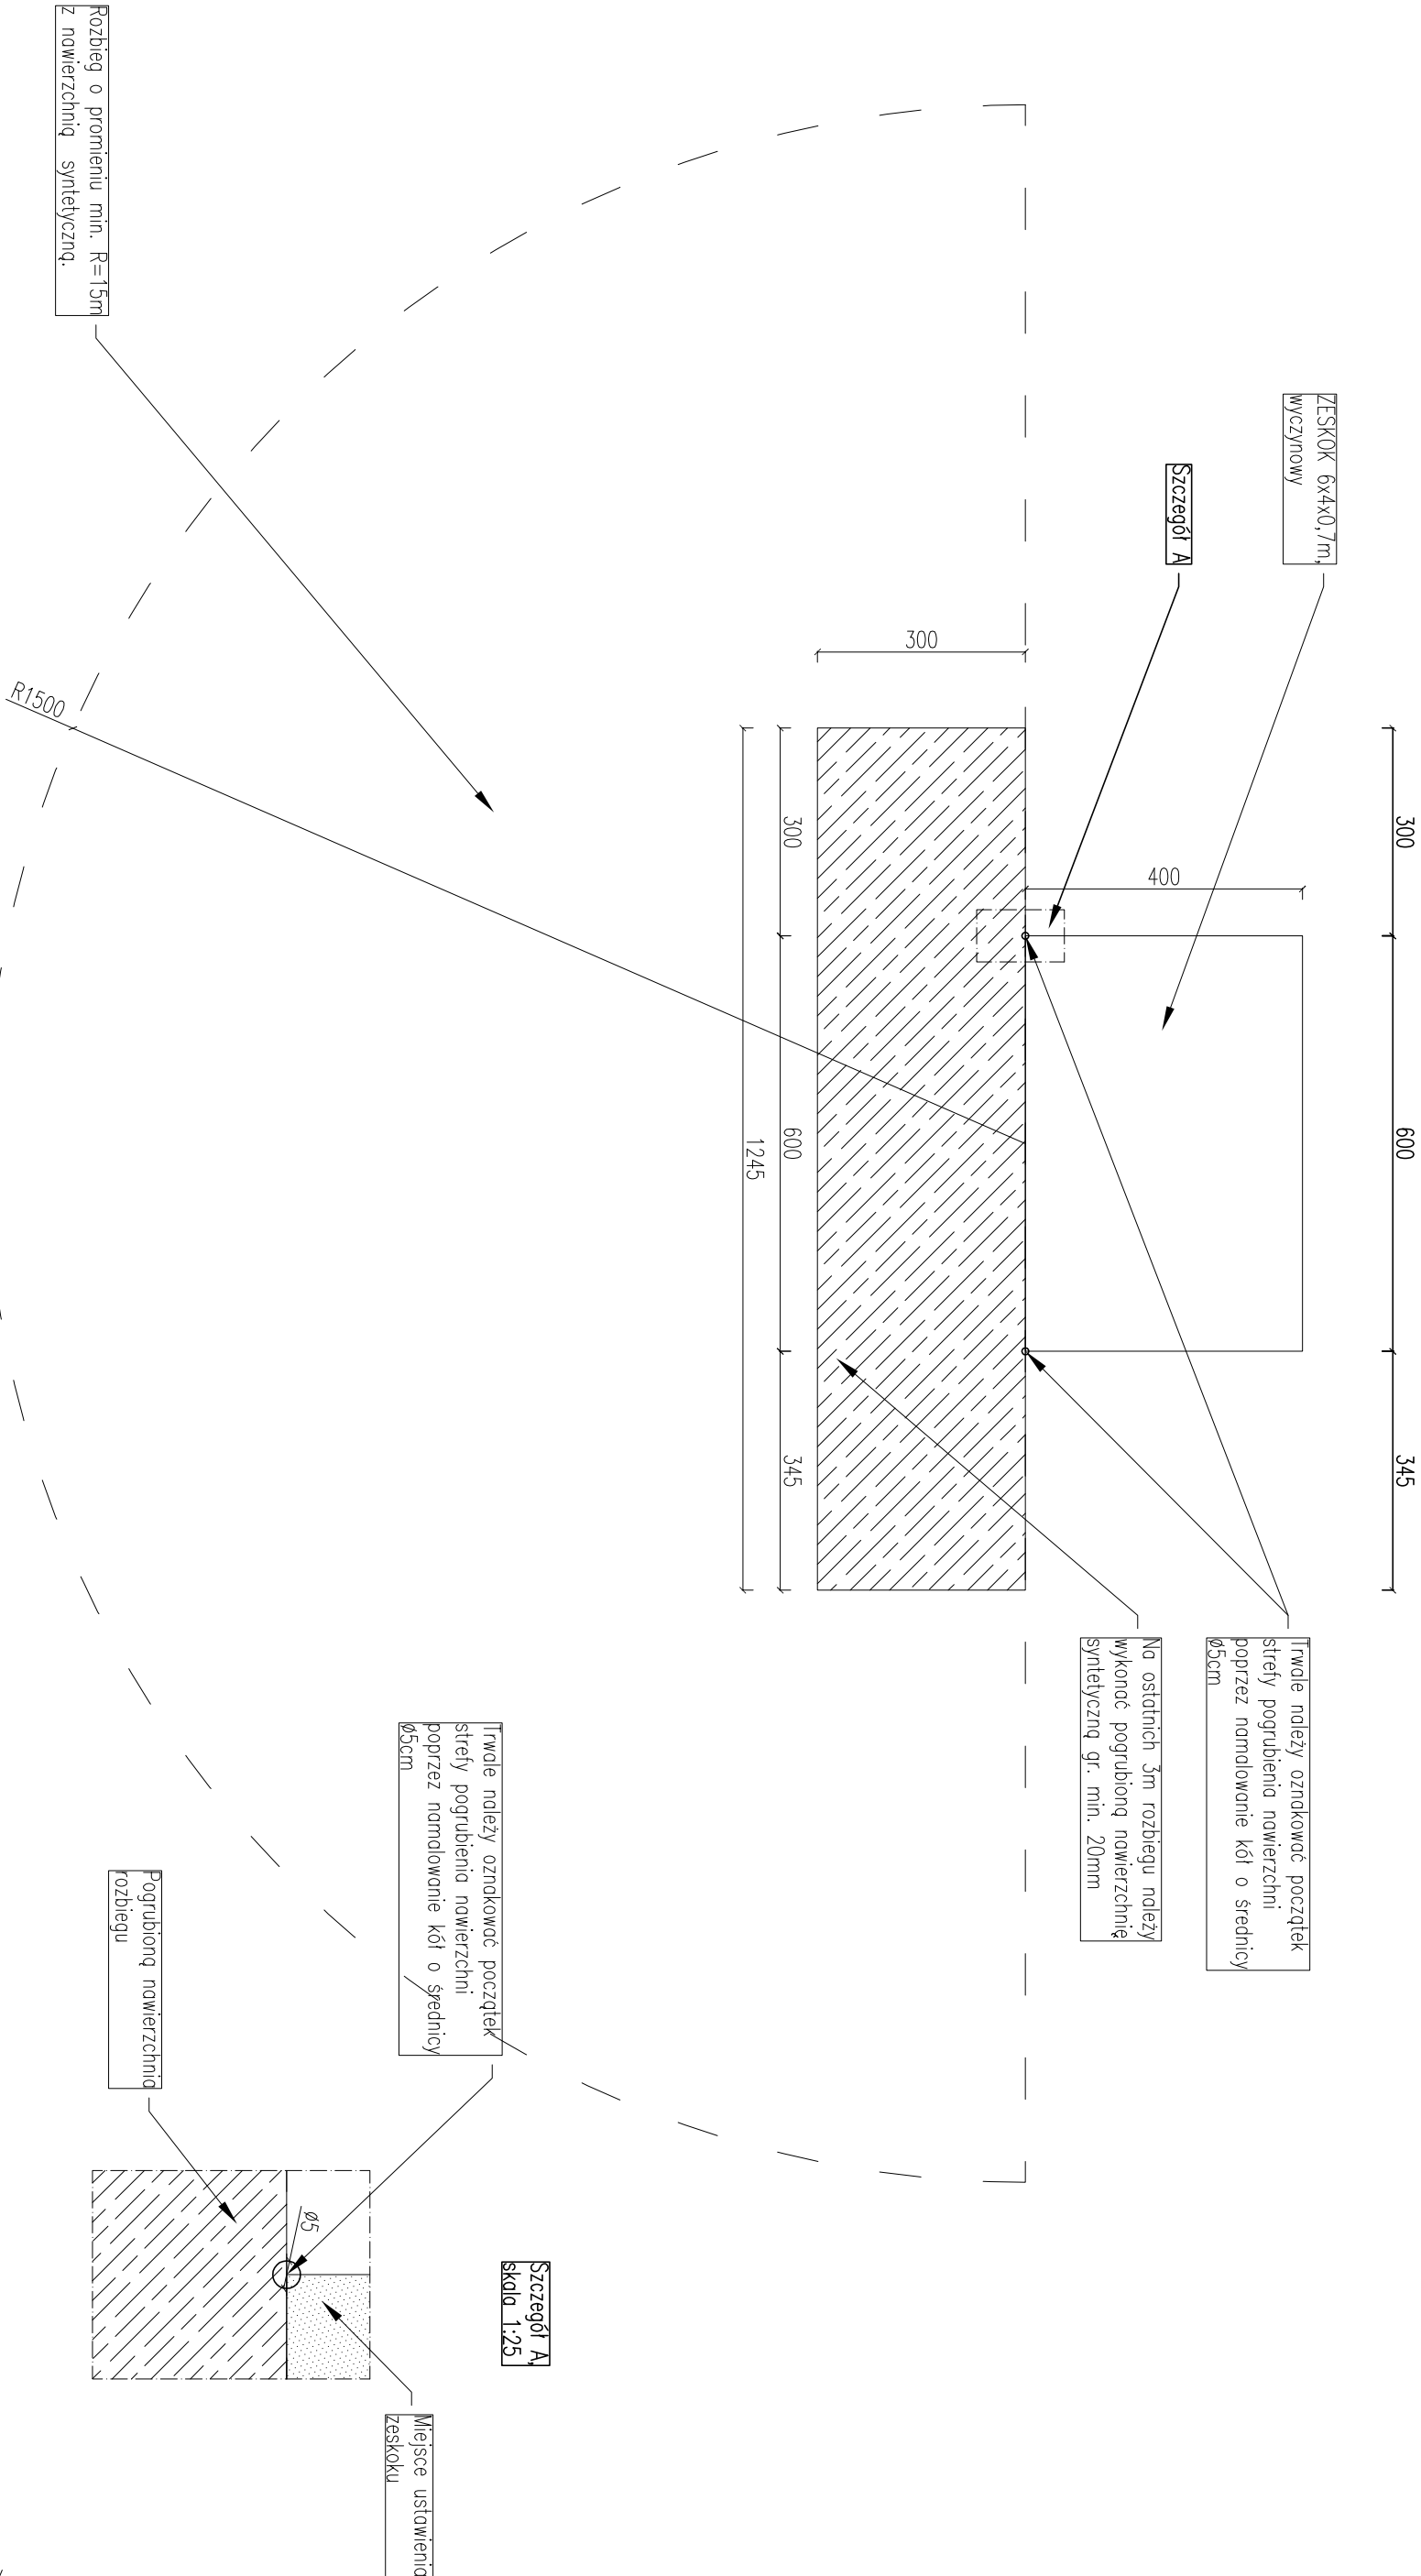 300
600
345
ZESKOK 6x4x0,7m,
wyczynowy
Szczegół A
400
Trwale należy oznakować początek
strefy pogrubienia nawierzchni
poprzez namalowanie kół o średnicy
ø5cm
Na ostatnich 3m rozbiegu należy
wykonać pogrubioną nawierzchnię
syntetyczną gr. min. 20mm
300
300
600
345
1245
Rozbieg o promieniu min. R=15m
z nawierzchnią syntetyczną.
R1500
Szczegół A,
skala 1:25
Trwale należy oznakować początek
strefy pogrubienia nawierzchni
poprzez namalowanie kół o średnicy
ø5cm
Pogrubioną nawierzchnia
rozbiegu
ø5
Miejsce ustawienia
zeskoku